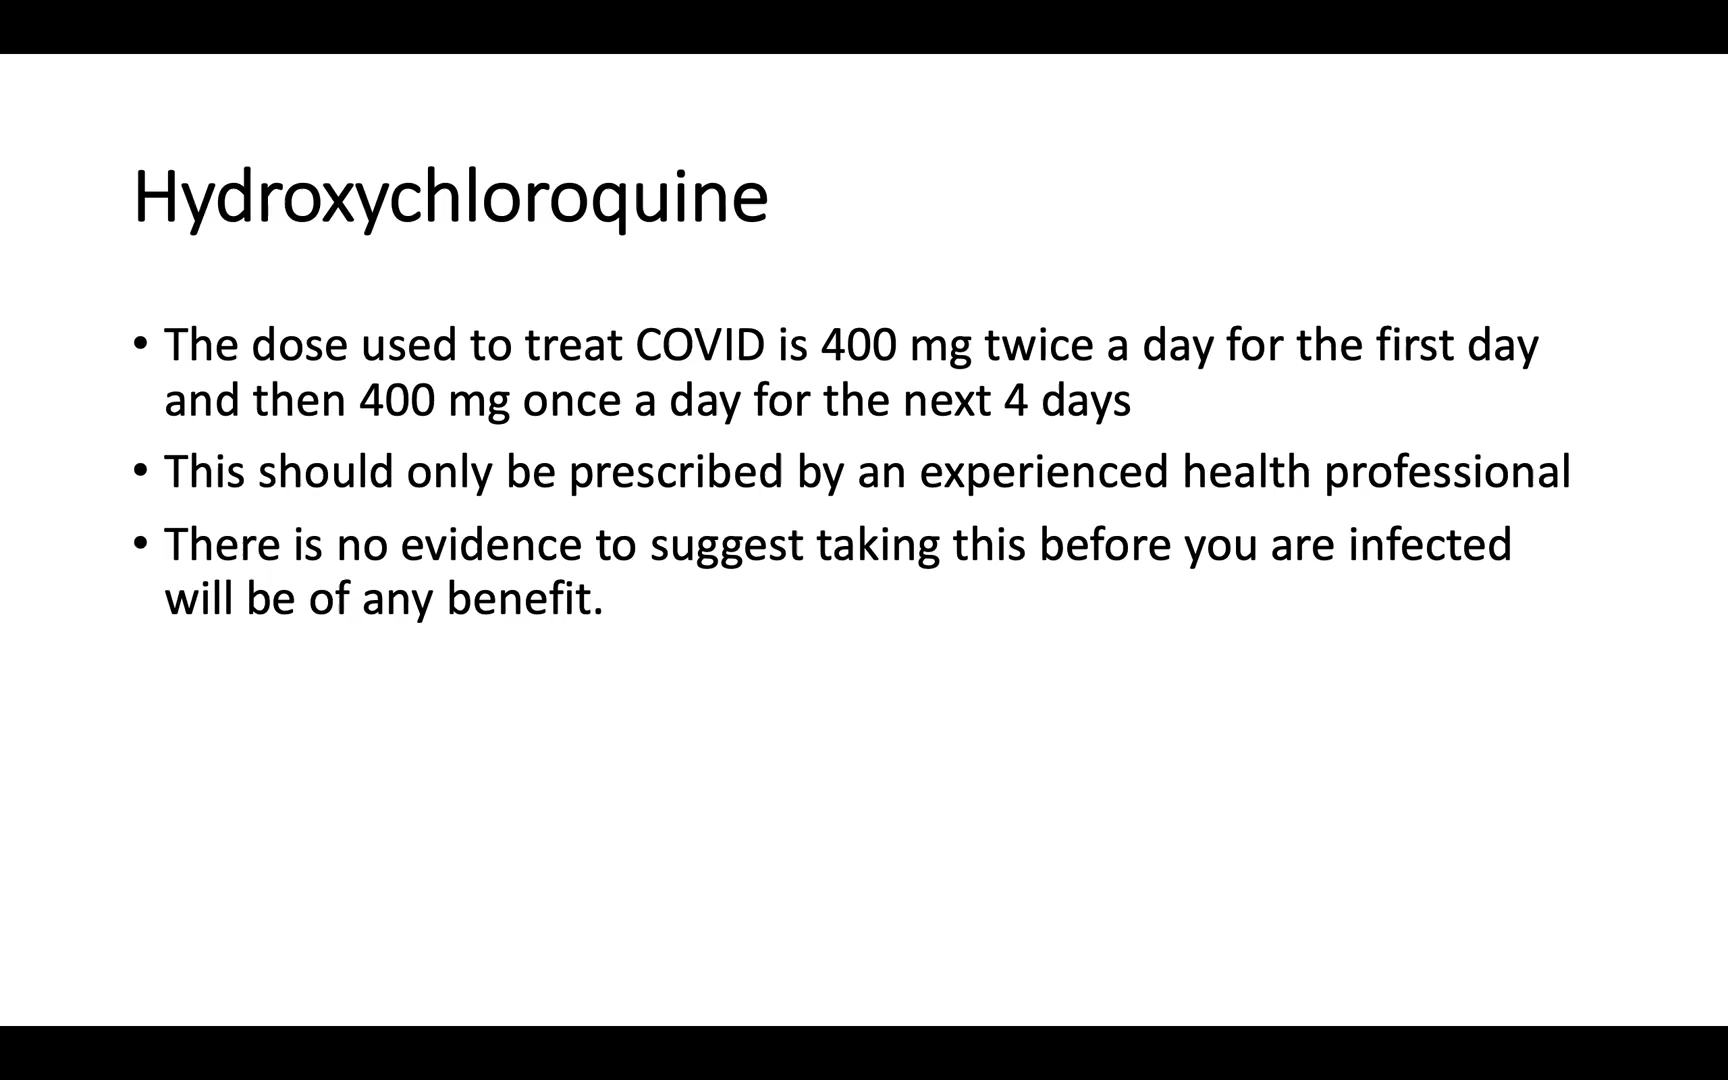 Hydroxychloroquine
• The dose used to treat COVID is 400 mg twice a day for the first day
and then 400 mg once a day for the next 4 days
• This should only be prescribed by an experienced health professional
• There is no evidence to suggest taking this before you are infected
will be of any benefit.